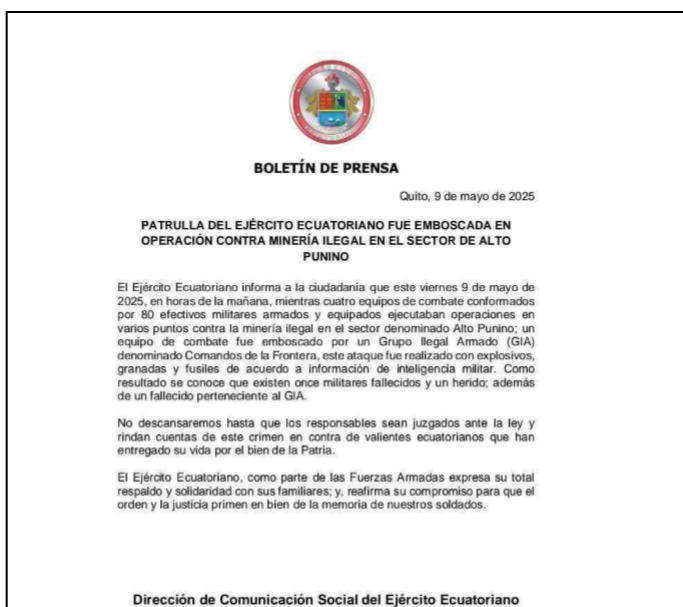 BOLETÍN DE PRENSA
Quito, 9 de mayo de 2025
PATRULLA DEL EJÉRCITO ECUATORIANO FUE EMBOSCADA EN
OPERACIÓN CONTRA MINERÍA ILEGAL EN EL SECTOR DE ALTO
PUNINO
El Ejército Ecuatoriano informa a la ciudadanía que este viernes 9 de mayo de
2025, en horas de la mañana, mientras cuatro equipos de combate conformados
por 80 efectivos militares armados y equipados ejecutaban operaciones en
varios puntos contra la minería ilegal en el sector denominado Alto Punino; un
equipo de combate fue emboscado por un Grupo Ilegal Armado (GIA)
denominado Comandos de la Frontera, este ataque fue realizado con explosivos,
granadas y fusiles de acuerdo a información de inteligencia militar. Como
resultado se conoce que existen once militares fallecidos y un herido; además
de un fallecido perteneciente al GIA.
No descansaremos hasta que los responsables sean juzgados ante la ley y
rindan cuentas de este crimen en contra de valientes ecuatorianos que han
entregado su vida por el bien de la Patria.
El Ejército Ecuatoriano, como parte de las Fuerzas Armadas expresa su total
respaldo y solidaridad con sus familiares; y, reafirma su compromiso para que el
orden y la justicia primen en bien de la memoria de nuestros soldados.
Dirección de Comunicación Social del Ejército Ecuatoriano